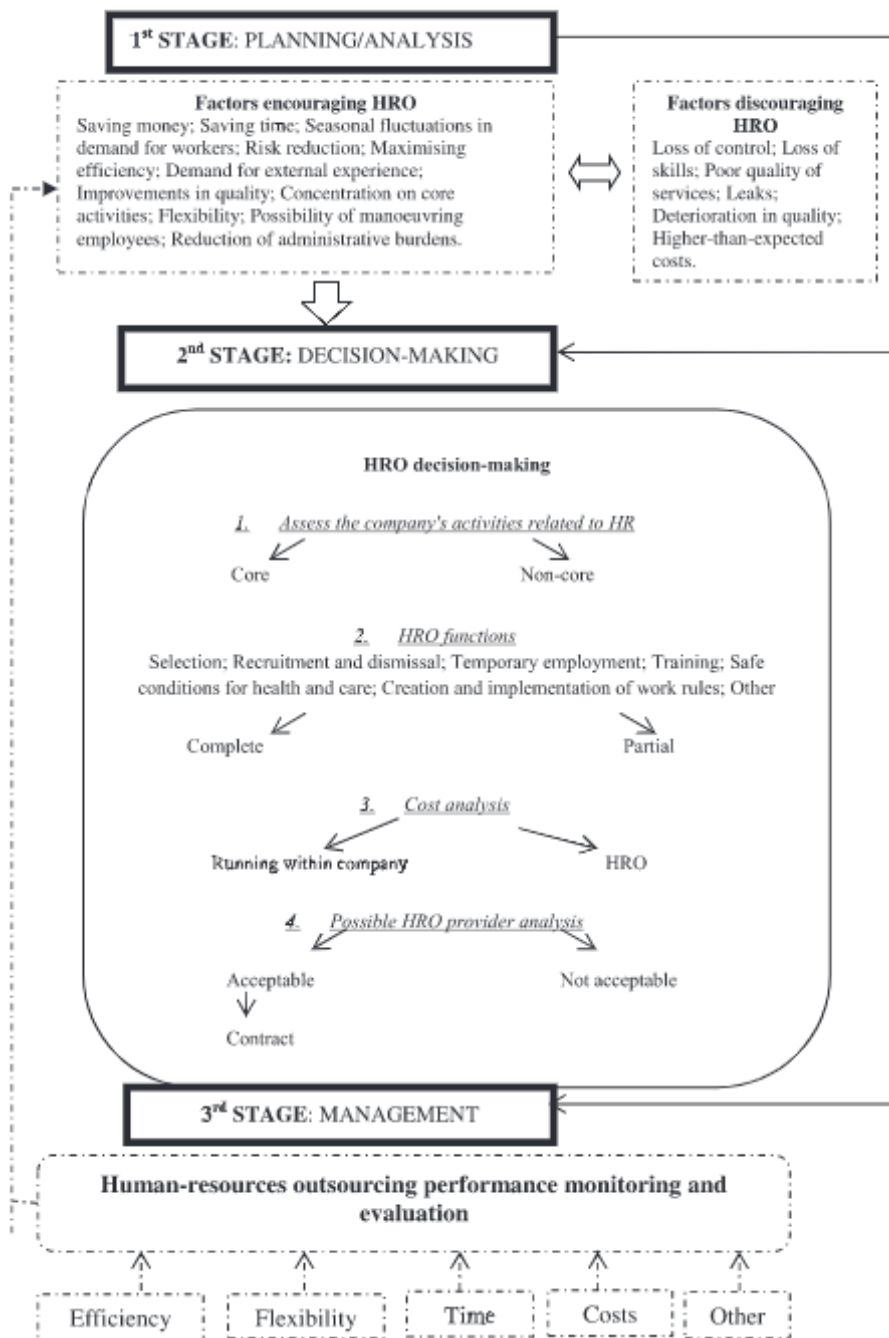 1st STAGE: PLANNING/ANALYSIS
Factors encouraging HRO
Saving money; Saving time; Seasonal fluctuations in
demand for workers; Risk reduction; Maximising
efficiency; Demand for external experience;
Improvements in quality; Concentration on core
activities; Flexibility; Possibility of manoeuvring
employees; Reduction of administrative burdens.
Factors discouraging
HRO
Loss of control; Loss of
skills; Poor quality of
services; Leaks;
Deterioration in quality;
Higher-than-expected
costs.
2nd STAGE: DECISION-MAKING
HRO decision-making
1. Assess the company's activities related to HR
Core
Non-core
2. HRO functions
Selection; Recruitment and dismissal; Temporary employment; Training; Safe
conditions for health and care; Creation and implementation of work rules; Other
Complete
Partial
3. Cost analysis
Running within company
HRO
4. Possible HRO provider analysis
Acceptable
Not acceptable
Contract
3rd STAGE: MANAGEMENT
Human-resources outsourcing performance monitoring and
evaluation
Efficiency
Flexibility
Time
Costs
Other